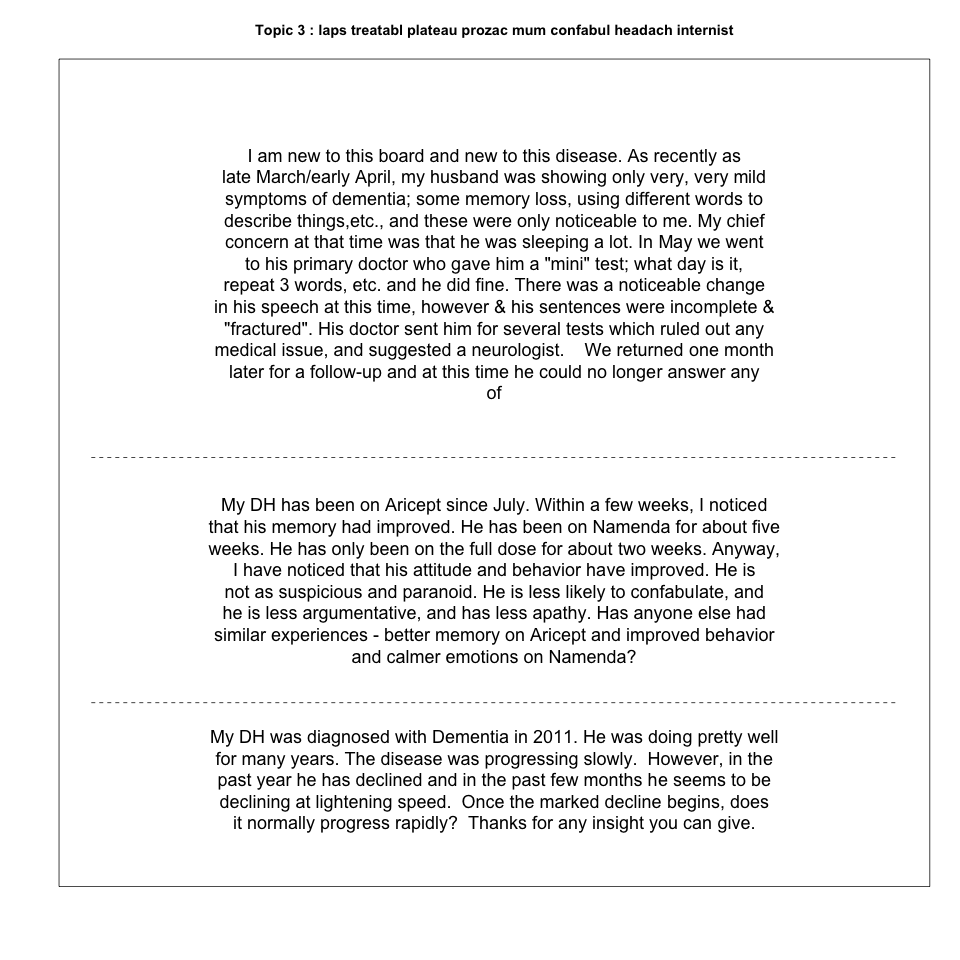 Topic 3 : laps treatabl plateau prozac mum confabul headach internist
I am new to this board and new to this disease. As recently as
late March/early April, my husband was showing only very, very mild
symptoms of dementia; some memory loss, using different words to
describe things,etc., and these were only noticeable to me. My chief
concern at that time was that he was sleeping a lot. In May we went
to his primary doctor who gave him a "mini" test; what day is it,
repeat 3 words, etc. and he did fine. There was a noticeable change
in his speech at this time, however & his sentences were incomplete &
"fractured". His doctor sent him for several tests which ruled out any
medical issue, and suggested a neurologist.    We returned one month
later for a follow-up and at this time he could no longer answer any
of
My DH has been on Aricept since July. Within a few weeks, I noticed
that his memory had improved. He has been on Namenda for about five
weeks. He has only been on the full dose for about two weeks. Anyway,
I have noticed that his attitude and behavior have improved. He is
not as suspicious and paranoid. He is less likely to confabulate, and
he is less argumentative, and has less apathy. Has anyone else had
similar experiences - better memory on Aricept and improved behavior
and calmer emotions on Namenda?
My DH was diagnosed with Dementia in 2011. He was doing pretty well
for many years. The disease was progressing slowly.  However, in the
past year he has declined and in the past few months he seems to be
declining at lightening speed.  Once the marked decline begins, does
it normally progress rapidly?  Thanks for any insight you can give.